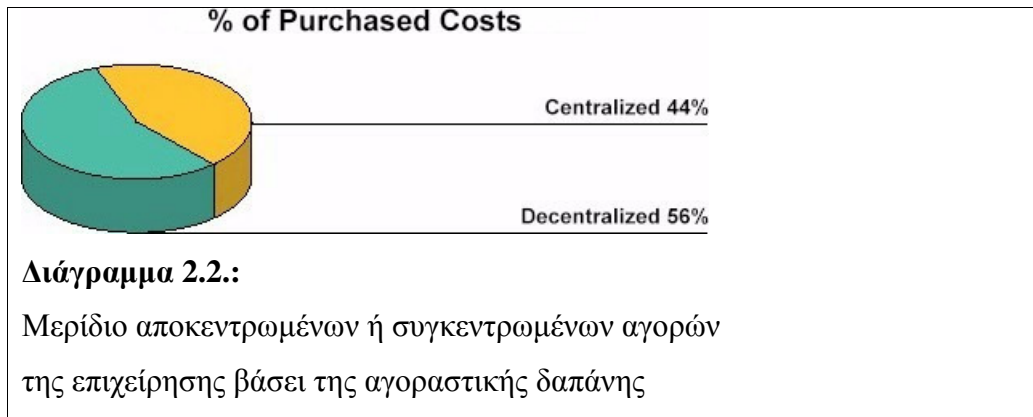 % of Purchased Costs
Centralized 44%
Decentralized 56%
Διάγραμμα 2.2.:
Μερίδιο αποκεντρωμένων ή συγκεντρωμένων αγορών
της επιχείρησης βάσει της αγοραστικής δαπάνης